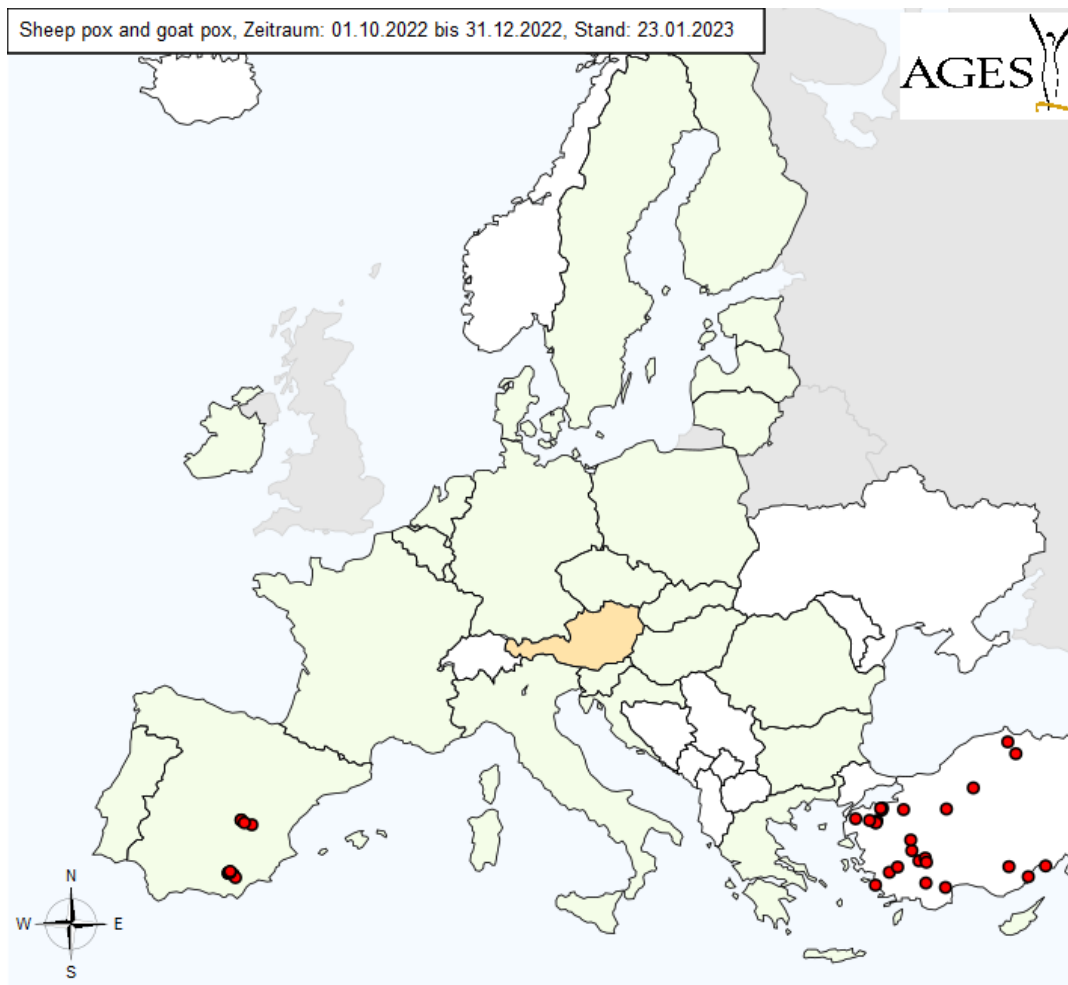 Sheep pox and goat pox, Zeitraum: 01.10.2022 bis 31.12.2022, Stand: 23.01.2023
AGES
N
W E
S